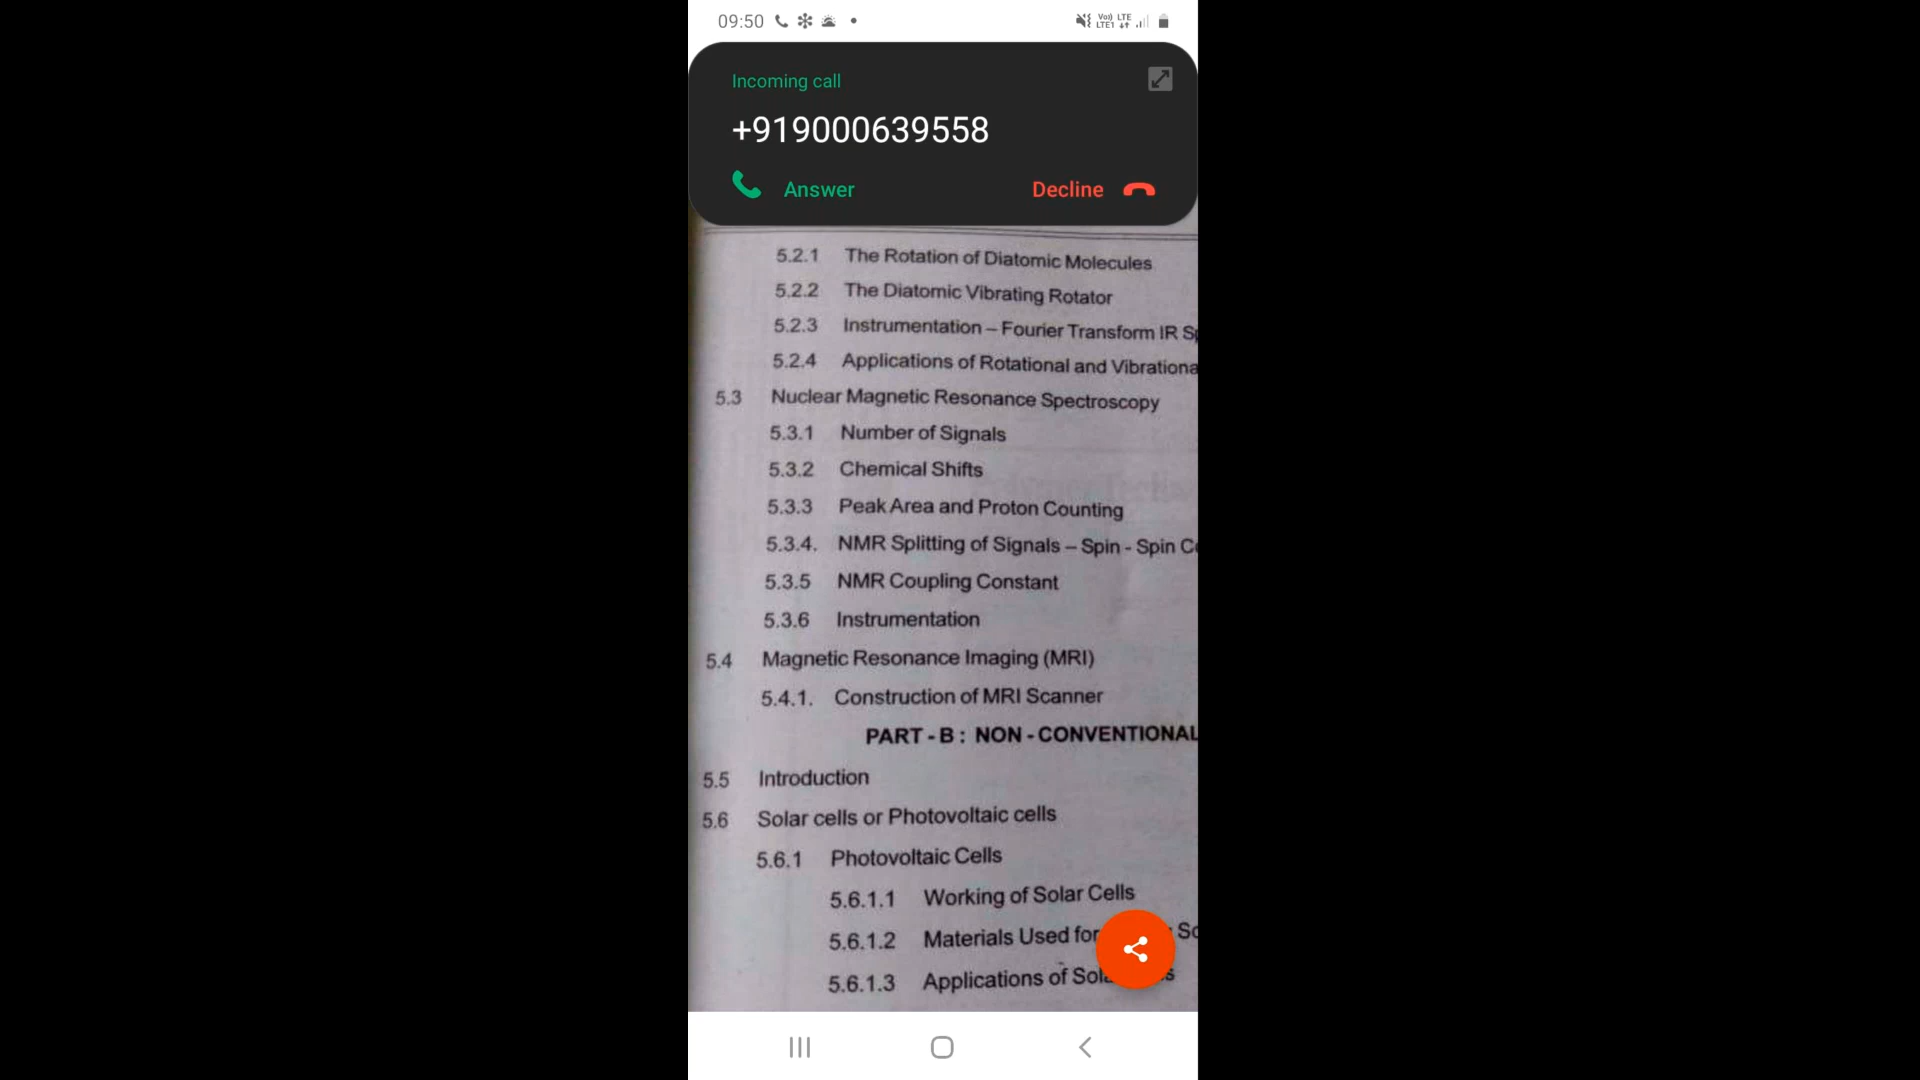 09:50
Vo)) LTE
LTE1
Incoming call
+919000639558
Answer
Decline
5.2.1 The Rotation of Diatomic Molecules
5.2.2 The Diatomic Vibrating Rotator
5.2.3 Instrumentation – Fourier Transform IR
5.2.4 Applications of Rotational and Vibrationa
5.3 Nuclear Magnetic Resonance Spectroscopy
5.3.1 Number of Signals
5.3.2 Chemical Shifts
5.3.3 Peak Area and Proton Counting
5.3.4. NMR Splitting of Signals – Spin - Spin
5.3.5 NMR Coupling Constant
5.3.6 Instrumentation
5.4 Magnetic Resonance Imaging (MRI)
5.4.1. Construction of MRI Scanner
PART - B : NON - CONVENTIONAL
5.5 Introduction
5.6 Solar cells or Photovoltaic cells
5.6.1 Photovoltaic Cells
5.6.1.1 Working of Solar Cells
5.6.1.2 Materials Used for
5.6.1.3 Applications of